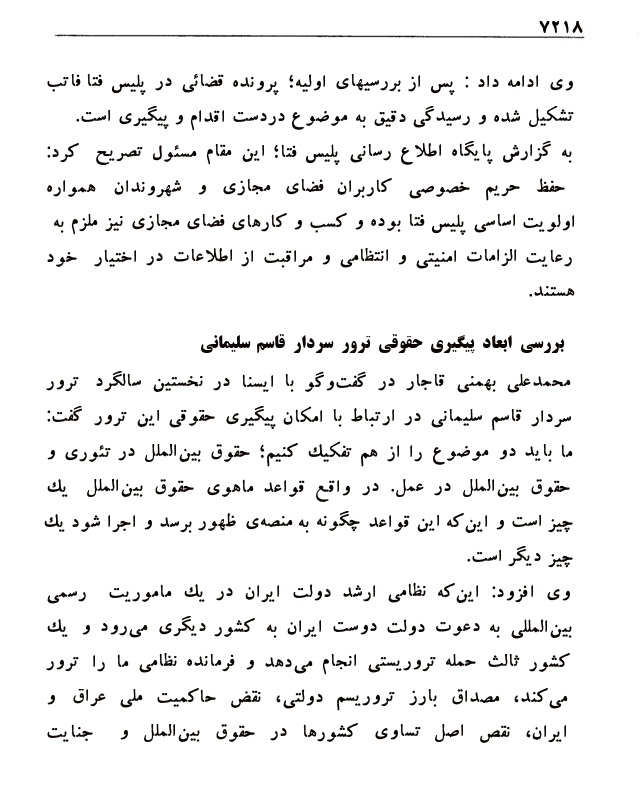 ۷۲۱۸
وی ادامه داد : پس از بررسیهای اولیه؛ پرونده قضائی در پلیس فتا فاتب
تشکیل شده و رسیدگی دقیق به موضوع دردست اقدام و پیگیری است.
به گزارش پایگاه اطلاع رسانی پلیس فتا؛ این مقام مسئول تصریح کرد:
حفظ حریم خصوصی کاربران فضای مجازی و شهروندان همواره
اولویت اساسی پلیس فتا بوده و کسب و کارهای فضای مجازی نیز ملزم به
رعایت الزامات امنیتی و انتظامی و مراقبت از اطلاعات در اختیار خود
هستند.
بررسی ابعاد پیگیری حقوقی ترور سردار قاسم سلیمانی
محمدعلی بهمنی قاجار در گفت‌وگو با ایسنا در نخستین سالگرد ترور
سردار قاسم سلیمانی در ارتباط با امکان پیگیری حقوقی این ترور گفت:
ما باید دو موضوع را از هم تفکیك کنیم؛ حقوق بین‌الملل در تئوری و
حقوق بین‌الملل در عمل. در واقع قواعد ماهوی حقوق بین‌الملل یك
چیز است و این‌که این قواعد چگونه به منصه‌ی ظهور برسد و اجرا شود یك
چیز دیگر است.
وی افزود: این‌که نظامی ارشد دولت ایران در یك ماموریت رسمی
بین‌المللی به دعوت دولت دوست ایران به کشور دیگری می‌رود و یك
کشور ثالث حمله تروریستی انجام می‌دهد و فرمانده نظامی ما را ترور
می‌کند، مصداق بارز تروریسم دولتی، نقض حاکمیت ملی عراق و
ایران، نقص اصل تساوی کشورها در حقوق بین‌الملل و جنایت